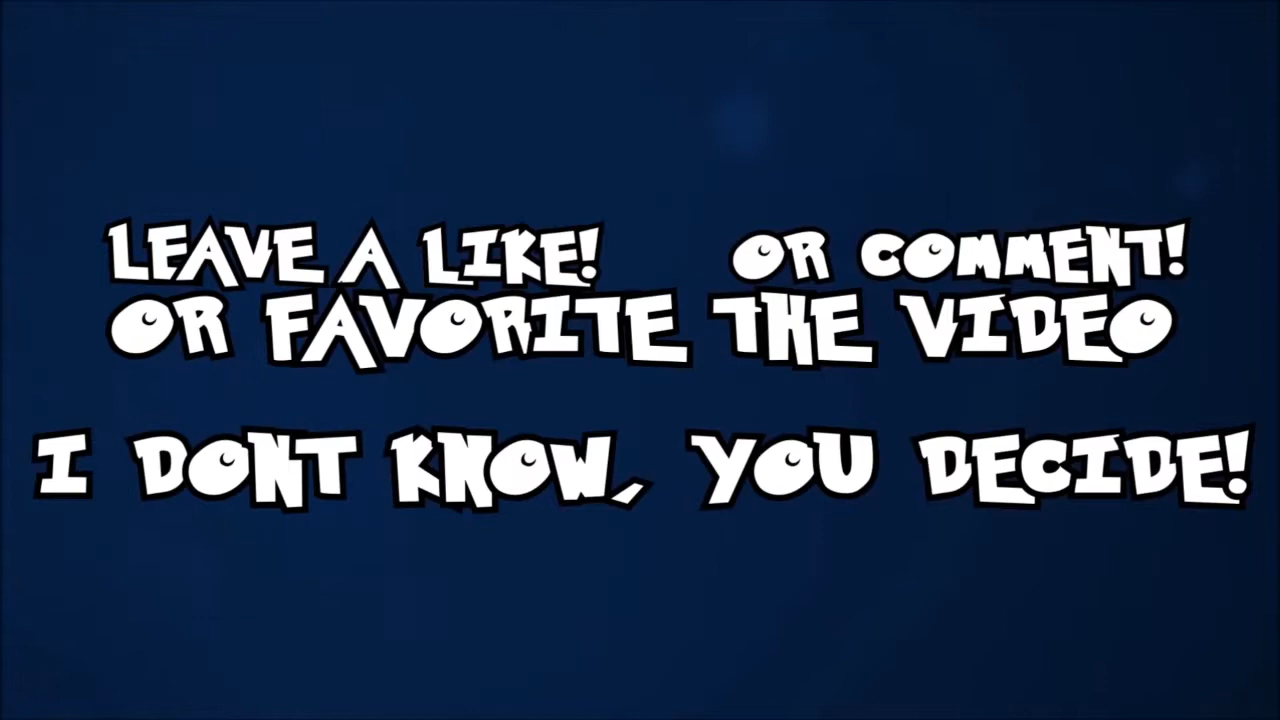 LEAVE A LIKE! OR COMMENT!
OR FAVORITE THE VIDEO
I DONT KNOW, YOU DECIDE!